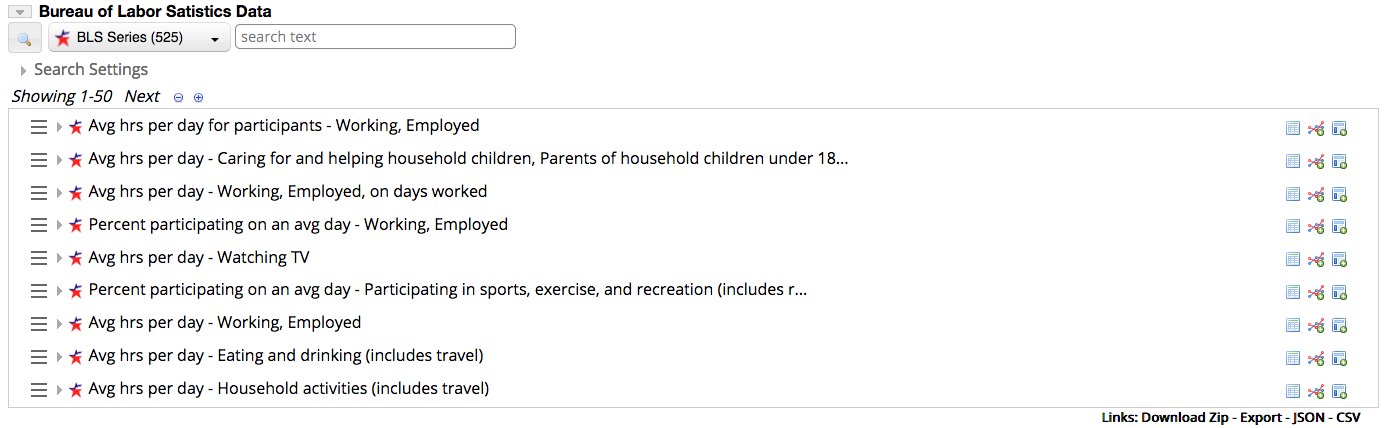 Bureau of Labor Satistics Data
BLS Series (525) search text
Search Settings
Showing 1-50 Next
Avg hrs per day for participants - Working, Employed
Avg hrs per day - Caring for and helping household children, Parents of household children under 18...
Avg hrs per day - Working, Employed, on days worked
Percent participating on an avg day - Working, Employed
Avg hrs per day - Watching TV
Percent participating on an avg day - Participating in sports, exercise, and recreation (includes r...
Avg hrs per day - Working, Employed
Avg hrs per day - Eating and drinking (includes travel)
Avg hrs per day - Household activities (includes travel)
Links: Download Zip - Export - JSON - CSV